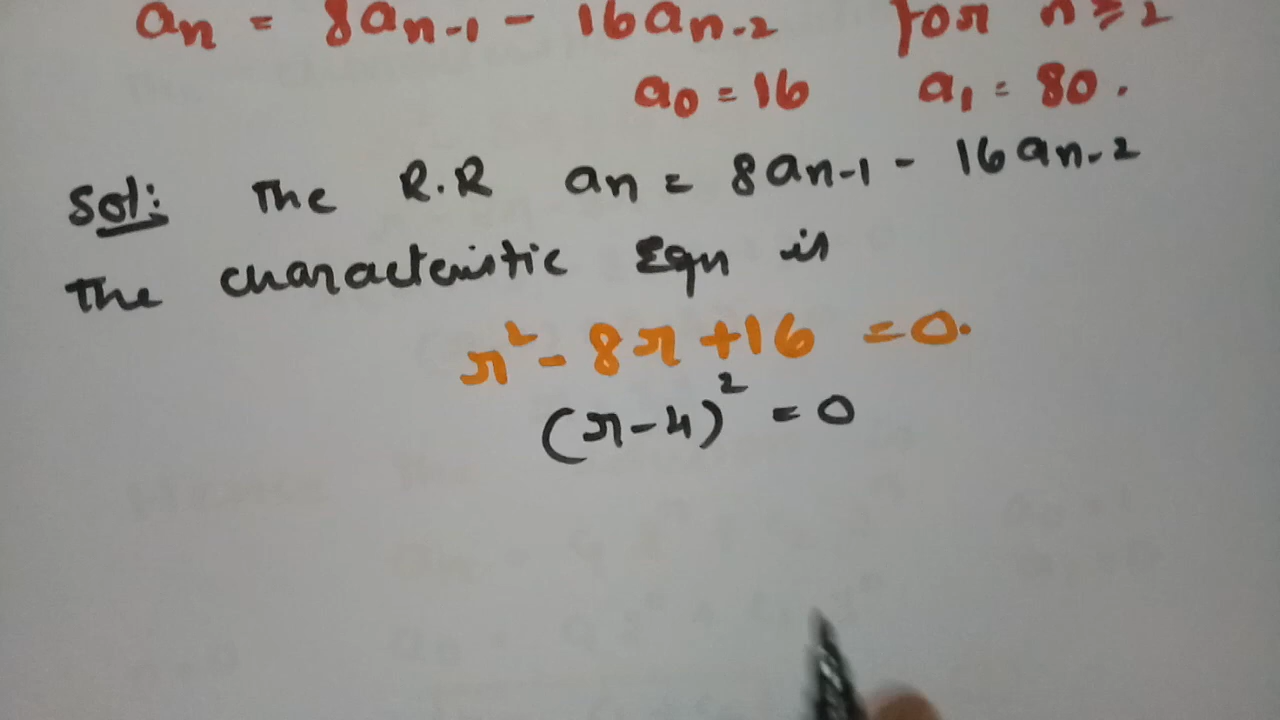 an = 8an-1 - 16an-2 for n ≥ 2
a0 = 16 a1 = 80.
Sol: The R.R an = 8an-1 - 16an-2
The characteristic Eqn is
r² - 8r + 16 = 0.
(r-4)² = 0